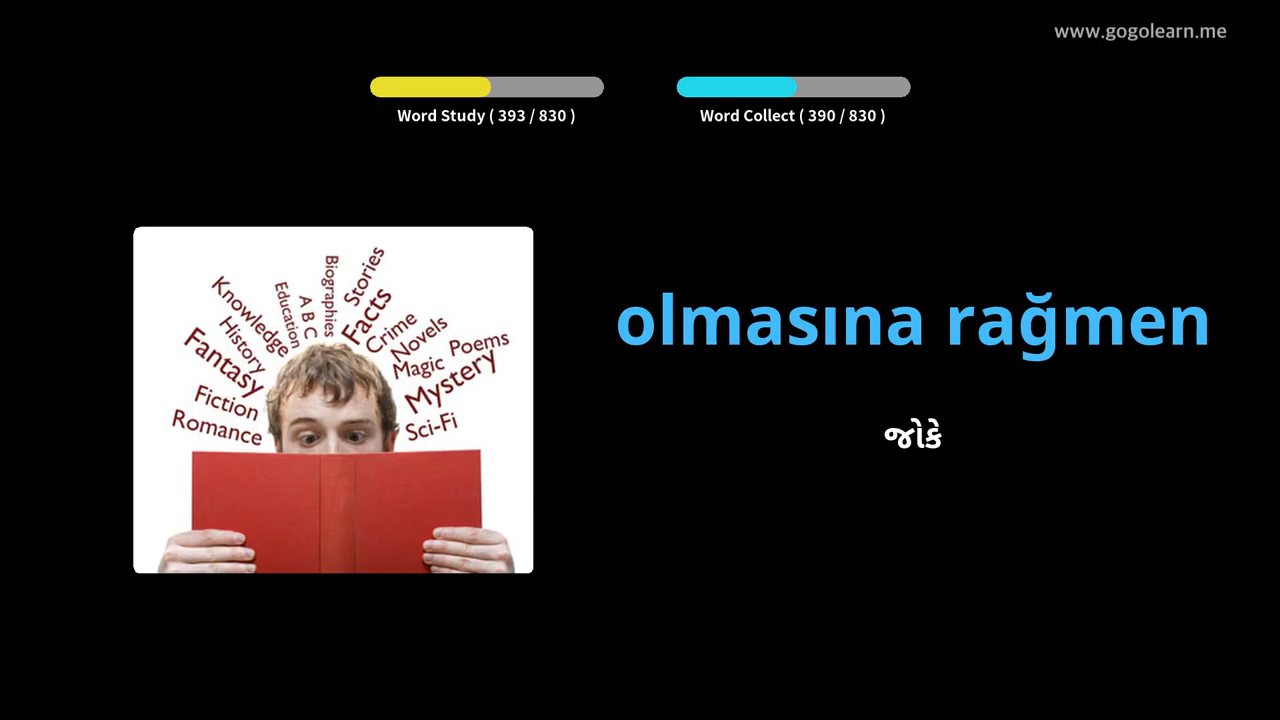 www.gogolearn.me
Word Study ( 393 / 830 )
Word Collect ( 390 / 830 )
Biographies
Stories
Education
A B C
Facts
Knowledge
History
Crime
Novels
Fantasy
Magic
Poems
Mystery
Fiction
Romance
Sci-Fi
olmasına rağmen
જોકે